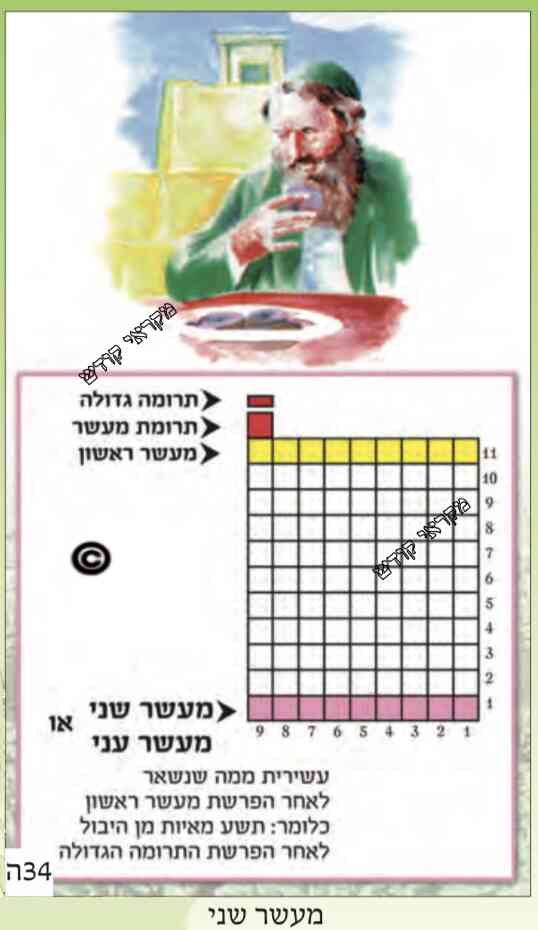 מקראי קודש
תרומה גדולה
תרומת מעשר
מעשר ראשון
11
10
9
8
7
6
5
4
3
2
1
מקראי קודש
©
9 8 7 6 5 4 3 2 1
מעשר שני או
מעשר עני
עשירית ממה שנשאר
לאחר הפרשת מעשר ראשון
כלומר: תשע מאיות מן היבול
לאחר הפרשת התרומה הגדולה
34ה
מעשר שני